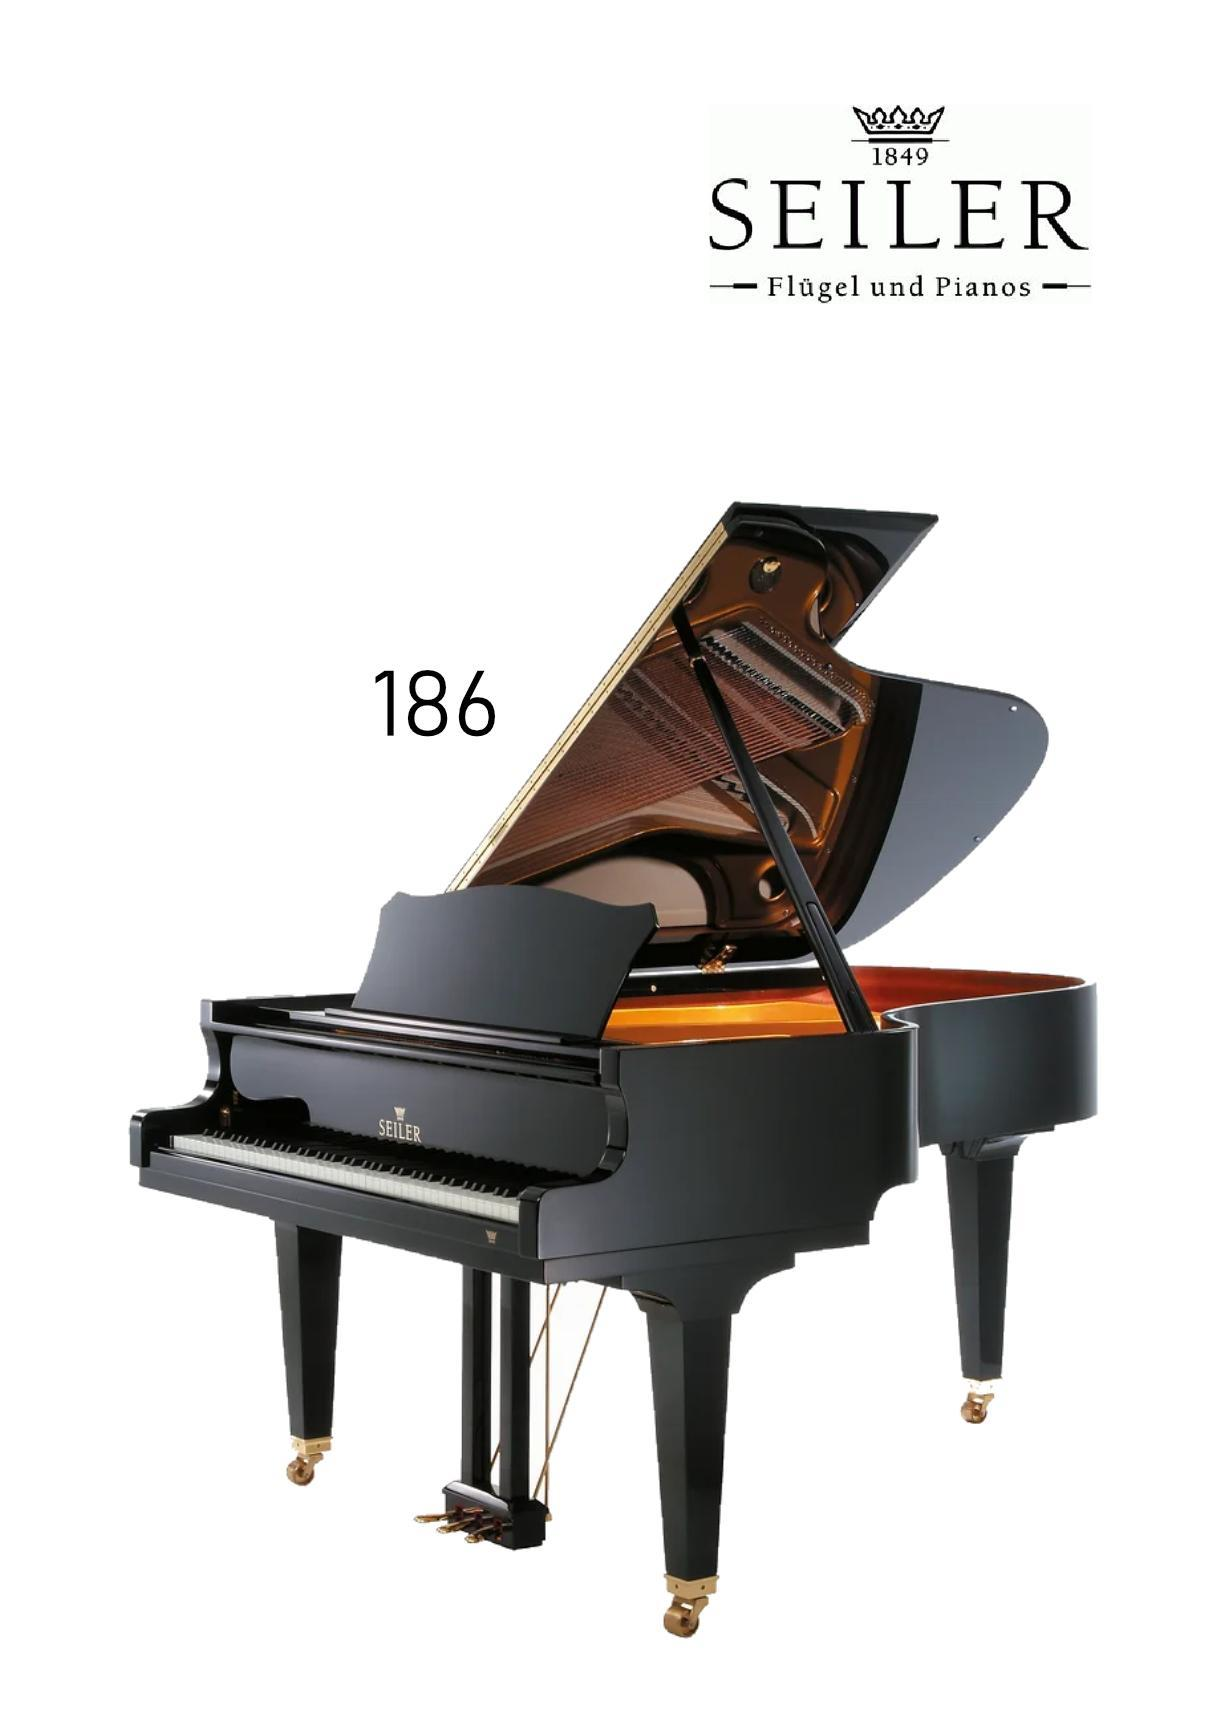 1849
SEILER
Flügel und Pianos
186
SEILER